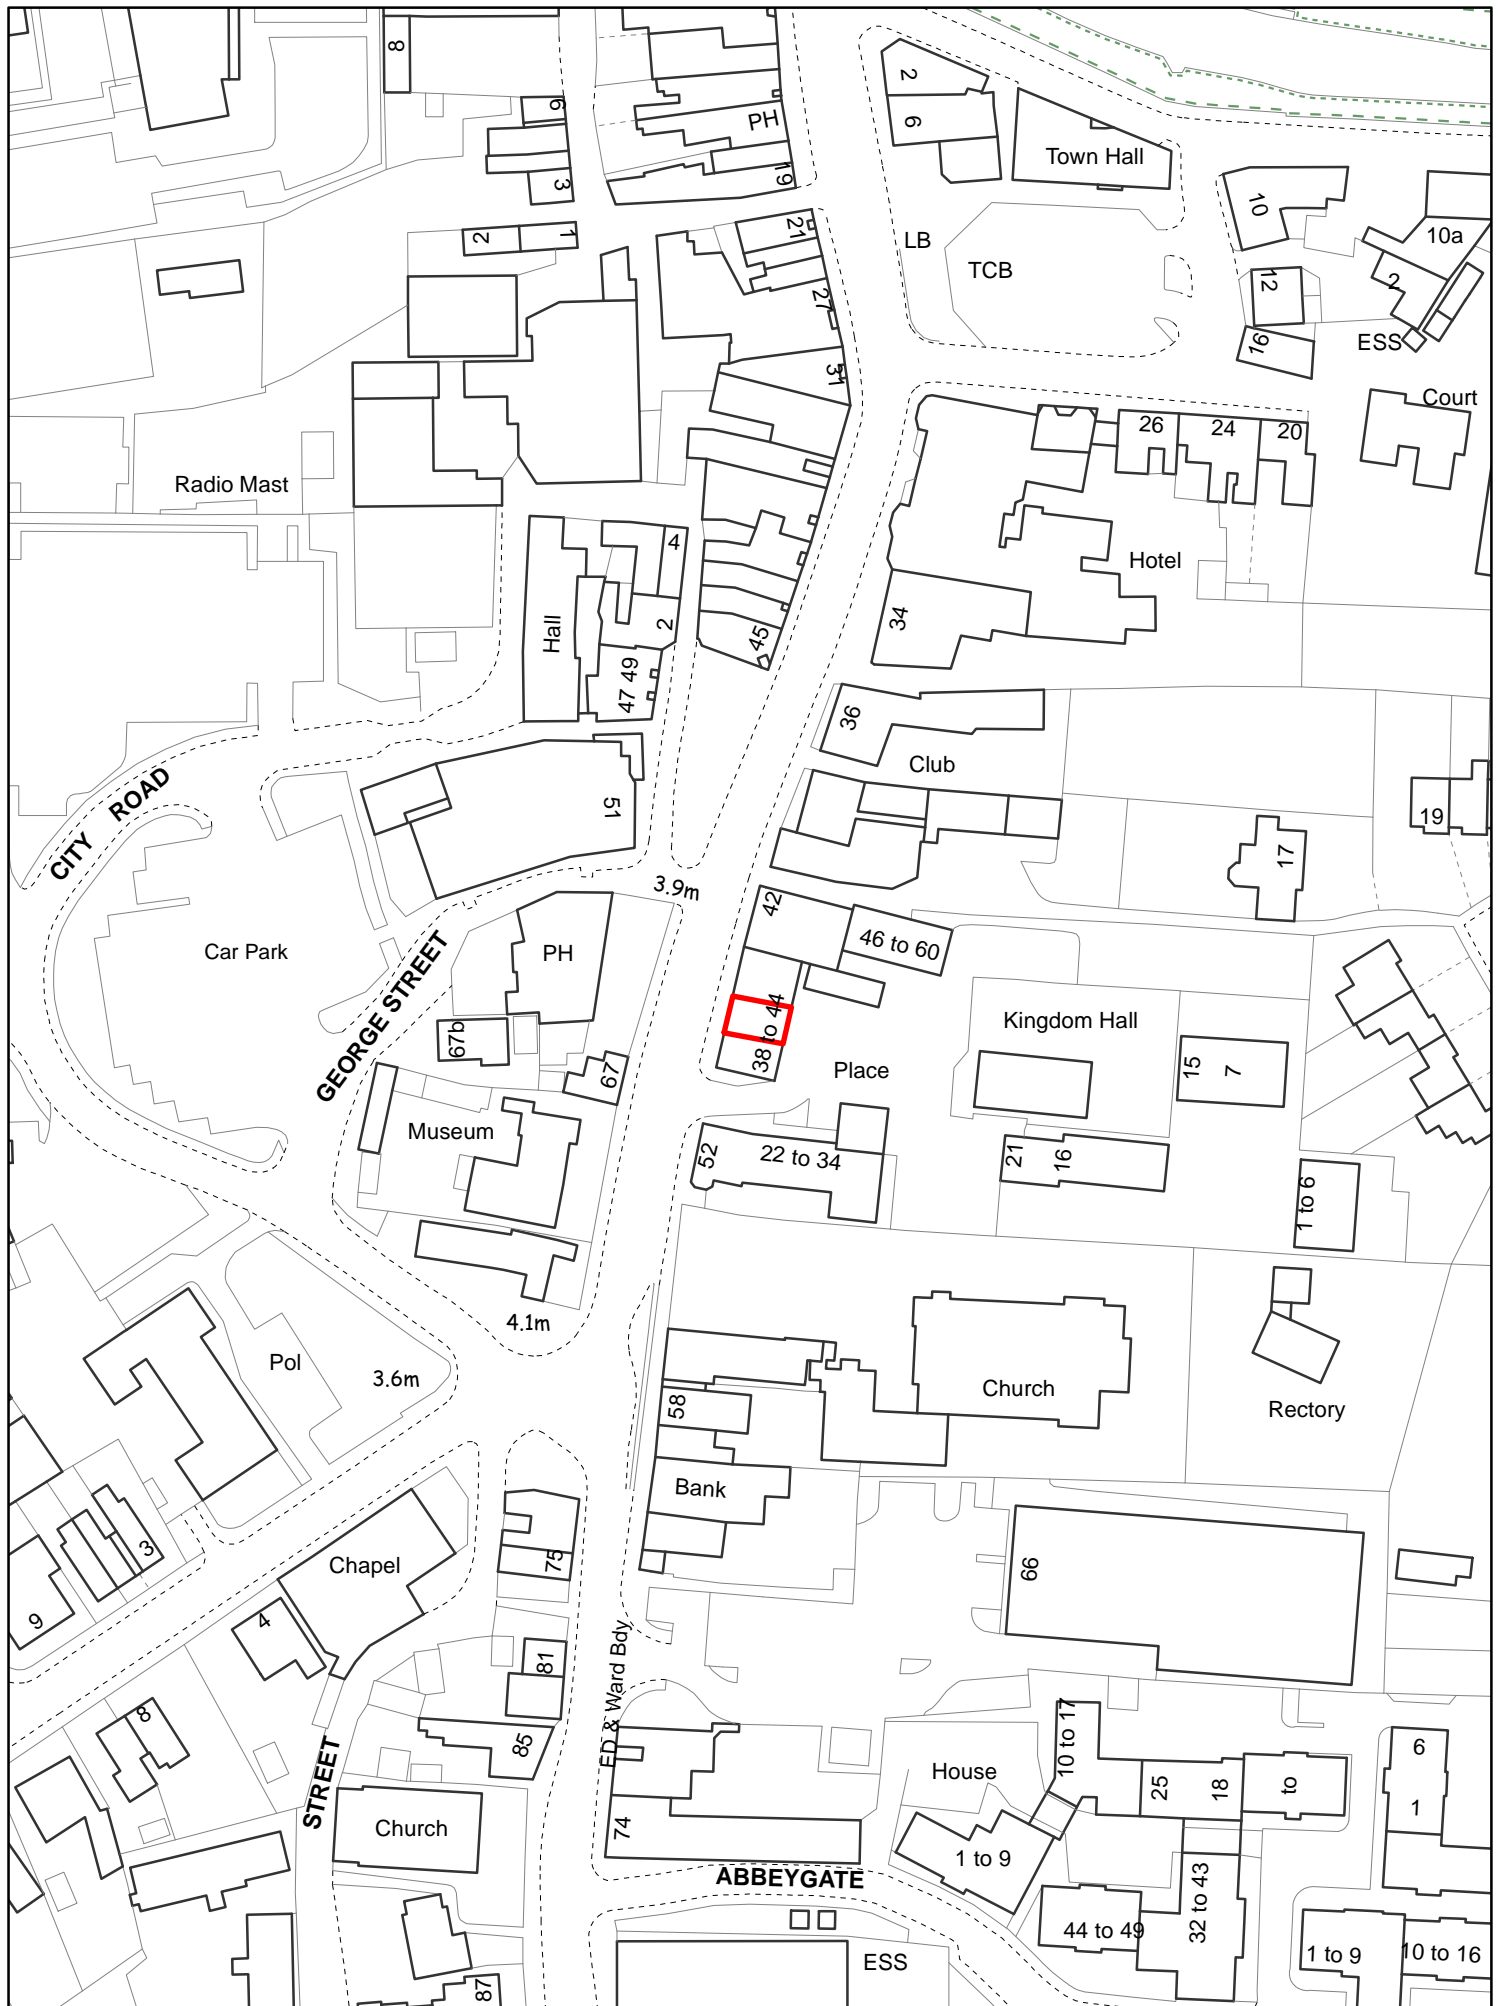 8
2
6
PH
Town Hall
6
3
19
10
10a
2
1
21
LB
TCB
12
2
27
16
ESS
31
Court
26
24
20
Radio Mast
4
Hotel
Hall
2
45
34
47 49
36
Club
CITY ROAD
51
19
17
3.9m
42
46 to 60
Car Park
PH
GEORGE STREET
38 to 44
Kingdom Hall
67b
67
Place
15
7
Museum
52
22 to 34
21
16
1 to 6
4.1m
Pol
3.6m
58
Church
Rectory
Bank
3
Chapel
75
66
9
4
81
ED & Ward Bdy
8
85
10 to 17
House
STREET
25
18
to
6
1
Church
74
1 to 9
ABBEYGATE
32 to 43
44 to 49
1 to 9
10 to 16
ESS
87